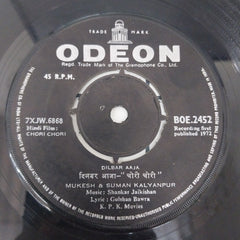 TRADE MARK
ODEON
Regd. Trade Mark of The Gramophone Co., Ltd.
45 R.P.M.
7XJW.6868
BOE.2452
Hindi Film:
CHORI CHORI
Recording first
published 1972
DILBAR AAJA
दिलबर आजा-"चोरी चोरी"
MUKESH & SUMAN KALYANPUR
Music: Shankar Jaikishan
Lyric: Gulshan Bawra
K. P. K. Movies